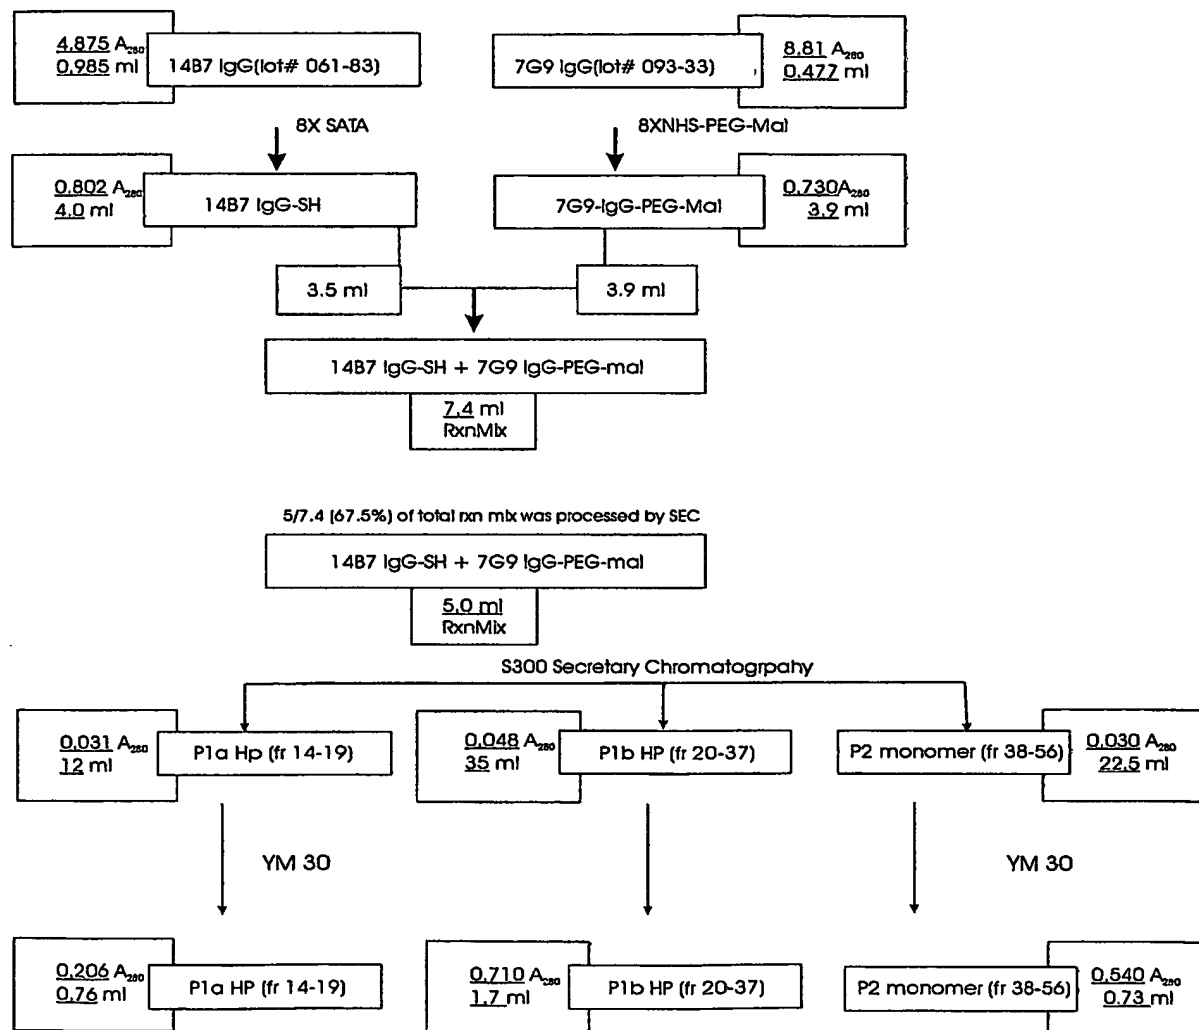 4.875 A280
0.985 ml
14B7 IgG(lot# 061-83)
7G9 IgG(lot# 093-33)
8.81 A280
0.477 ml
8X SATA
8XNHS-PEG-Mal
0.802 A280
4.0 ml
14B7 IgG-SH
7G9-IgG-PEG-Mal
0.730A280
3.9 ml
3.5 ml
3.9 ml
14B7 IgG-SH + 7G9 IgG-PEG-mal
7.4 ml
RxnMix
5/7.4 (67.5%) of total rxn mix was processed by SEC
14B7 IgG-SH + 7G9 IgG-PEG-mal
5.0 ml
RxnMix
S300 Secretary Chromatogrpahy
0.031 A280
12 ml
P1a Hp (fr 14-19)
0.048 A280
35 ml
P1b HP (fr 20-37)
P2 monomer (fr 38-56)
0.030 A280
22.5 ml
YM 30
YM 30
0.206 A280
0.76 ml
P1a HP (fr 14-19)
0.710 A280
1.7 ml
P1b HP (fr 20-37)
P2 monomer (fr 38-56)
0.540 A280
0.73 ml